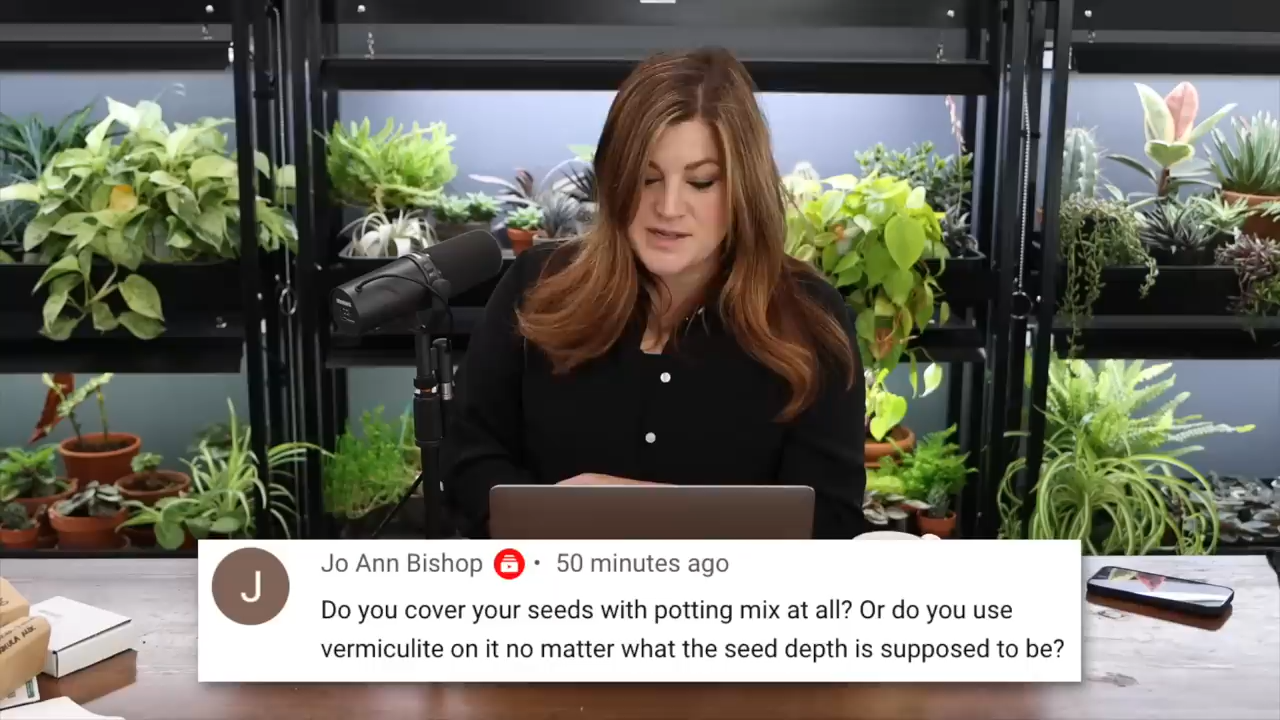 J
Jo Ann Bishop • 50 minutes ago
Do you cover your seeds with potting mix at all? Or do you use
vermiculite on it no matter what the seed depth is supposed to be?